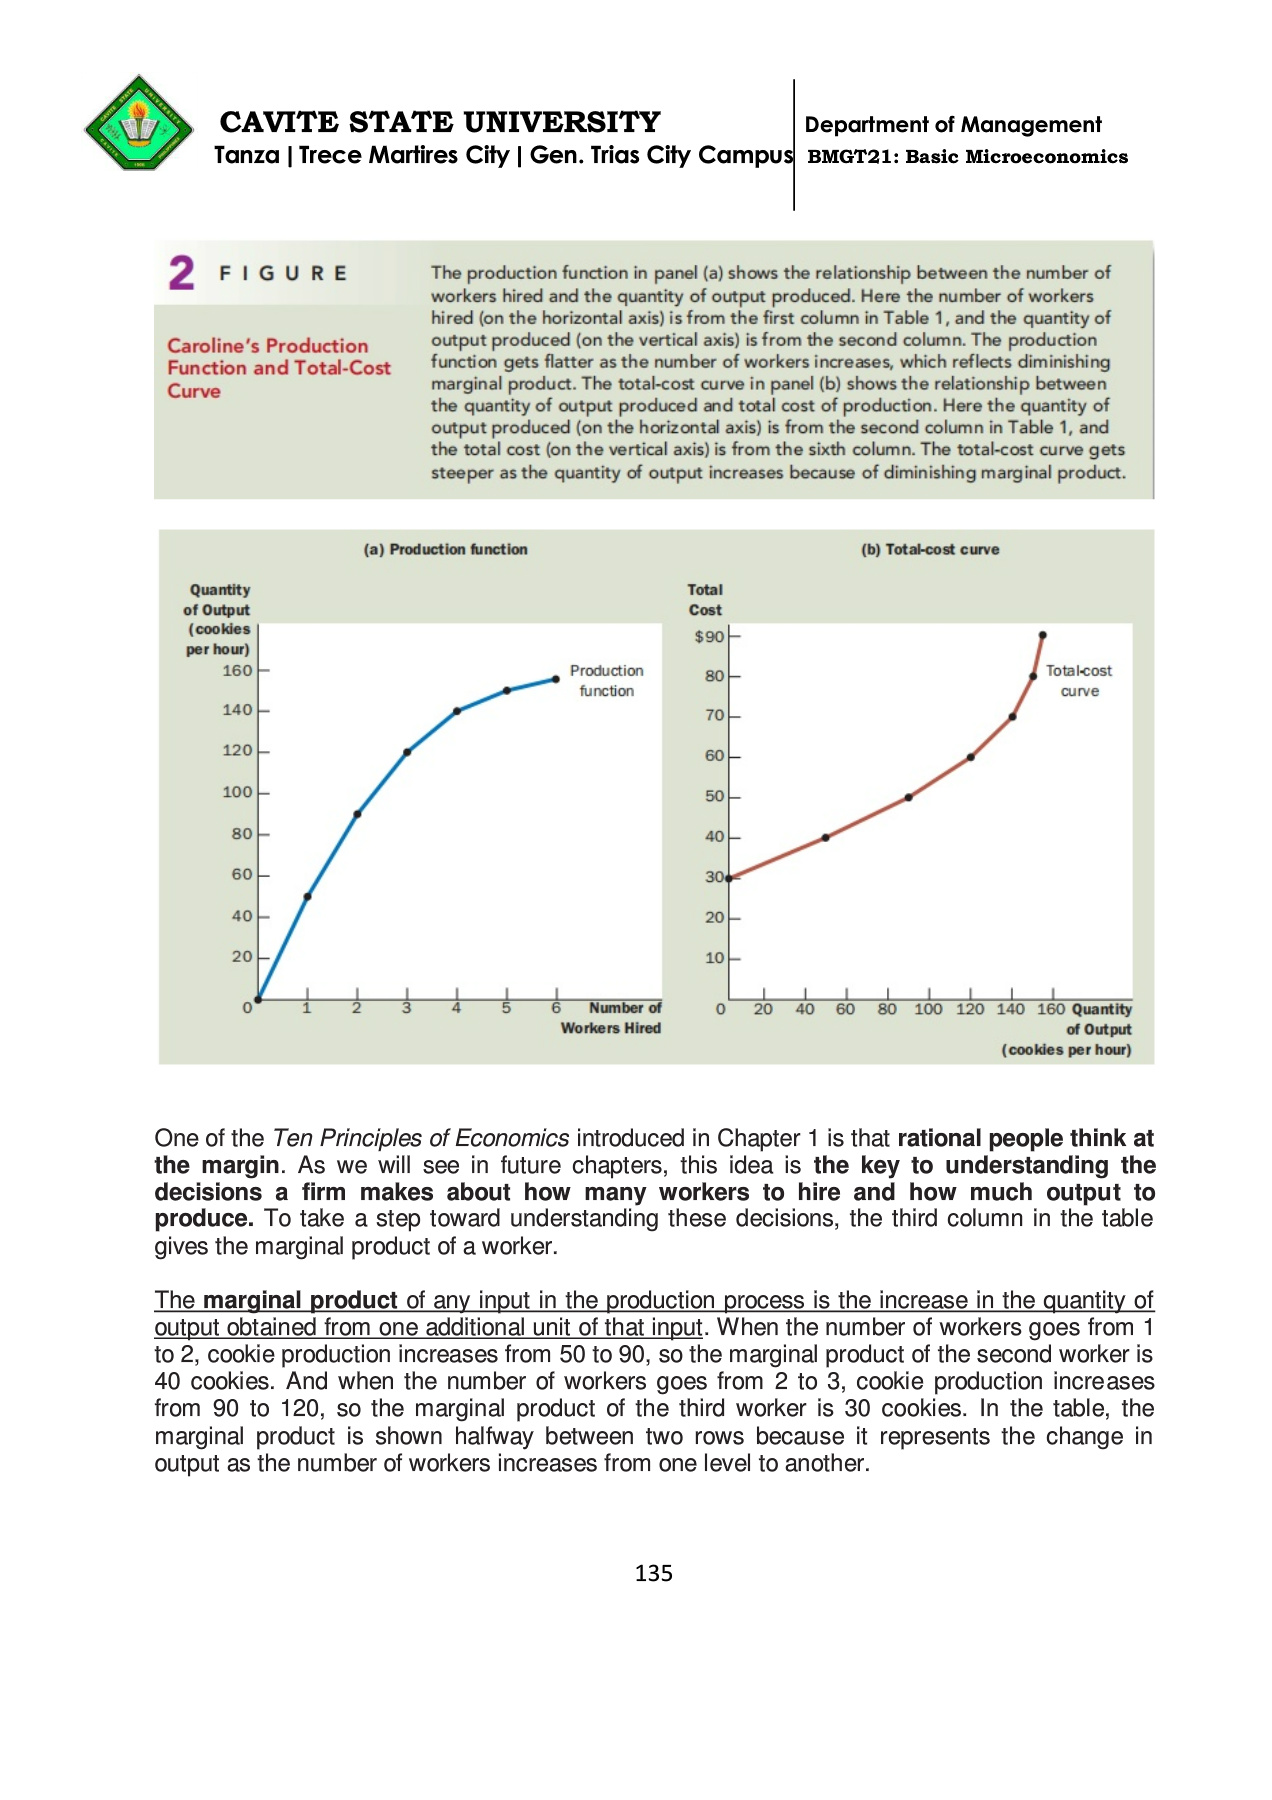 CAVITE STATE UNIVERSITY
Tanza | Trece Martires City | Gen. Trias City Campus
Department of Management
BMGT21: Basic Microeconomics
2 FIGURE
Caroline's Production
Function and Total-Cost
Curve
The production function in panel (a) shows the relationship between the number of
workers hired and the quantity of output produced. Here the number of workers
hired (on the horizontal axis) is from the first column in Table 1, and the quantity of
output produced (on the vertical axis) is from the second column. The production
function gets flatter as the number of workers increases, which reflects diminishing
marginal product. The total-cost curve in panel (b) shows the relationship between
the quantity of output produced and total cost of production. Here the quantity of
output produced (on the horizontal axis) is from the second column in Table 1, and
the total cost (on the vertical axis) is from the sixth column. The total-cost curve gets
steeper as the quantity of output increases because of diminishing marginal product.
(a) Production function
Quantity
of Output
(cookies
per hour)
160
140
120
100
80
60
40
20
0
1 2 3 4 5 6
Number of
Workers Hired
Production
function
(b) Total-cost curve
Total
Cost
$90
80
70
60
50
40
30
20
10
0 20 40 60 80 100 120 140 160
Quantity
of Output
(cookies per hour)
Total-cost
curve
One of the Ten Principles of Economics introduced in Chapter 1 is that rational people think at
the margin. As we will see in future chapters, this idea is the key to understanding the
decisions a firm makes about how many workers to hire and how much output to
produce. To take a step toward understanding these decisions, the third column in the table
gives the marginal product of a worker.
The marginal product of any input in the production process is the increase in the quantity of
output obtained from one additional unit of that input. When the number of workers goes from 1
to 2, cookie production increases from 50 to 90, so the marginal product of the second worker is
40 cookies. And when the number of workers goes from 2 to 3, cookie production increases
from 90 to 120, so the marginal product of the third worker is 30 cookies. In the table, the
marginal product is shown halfway between two rows because it represents the change in
output as the number of workers increases from one level to another.
135